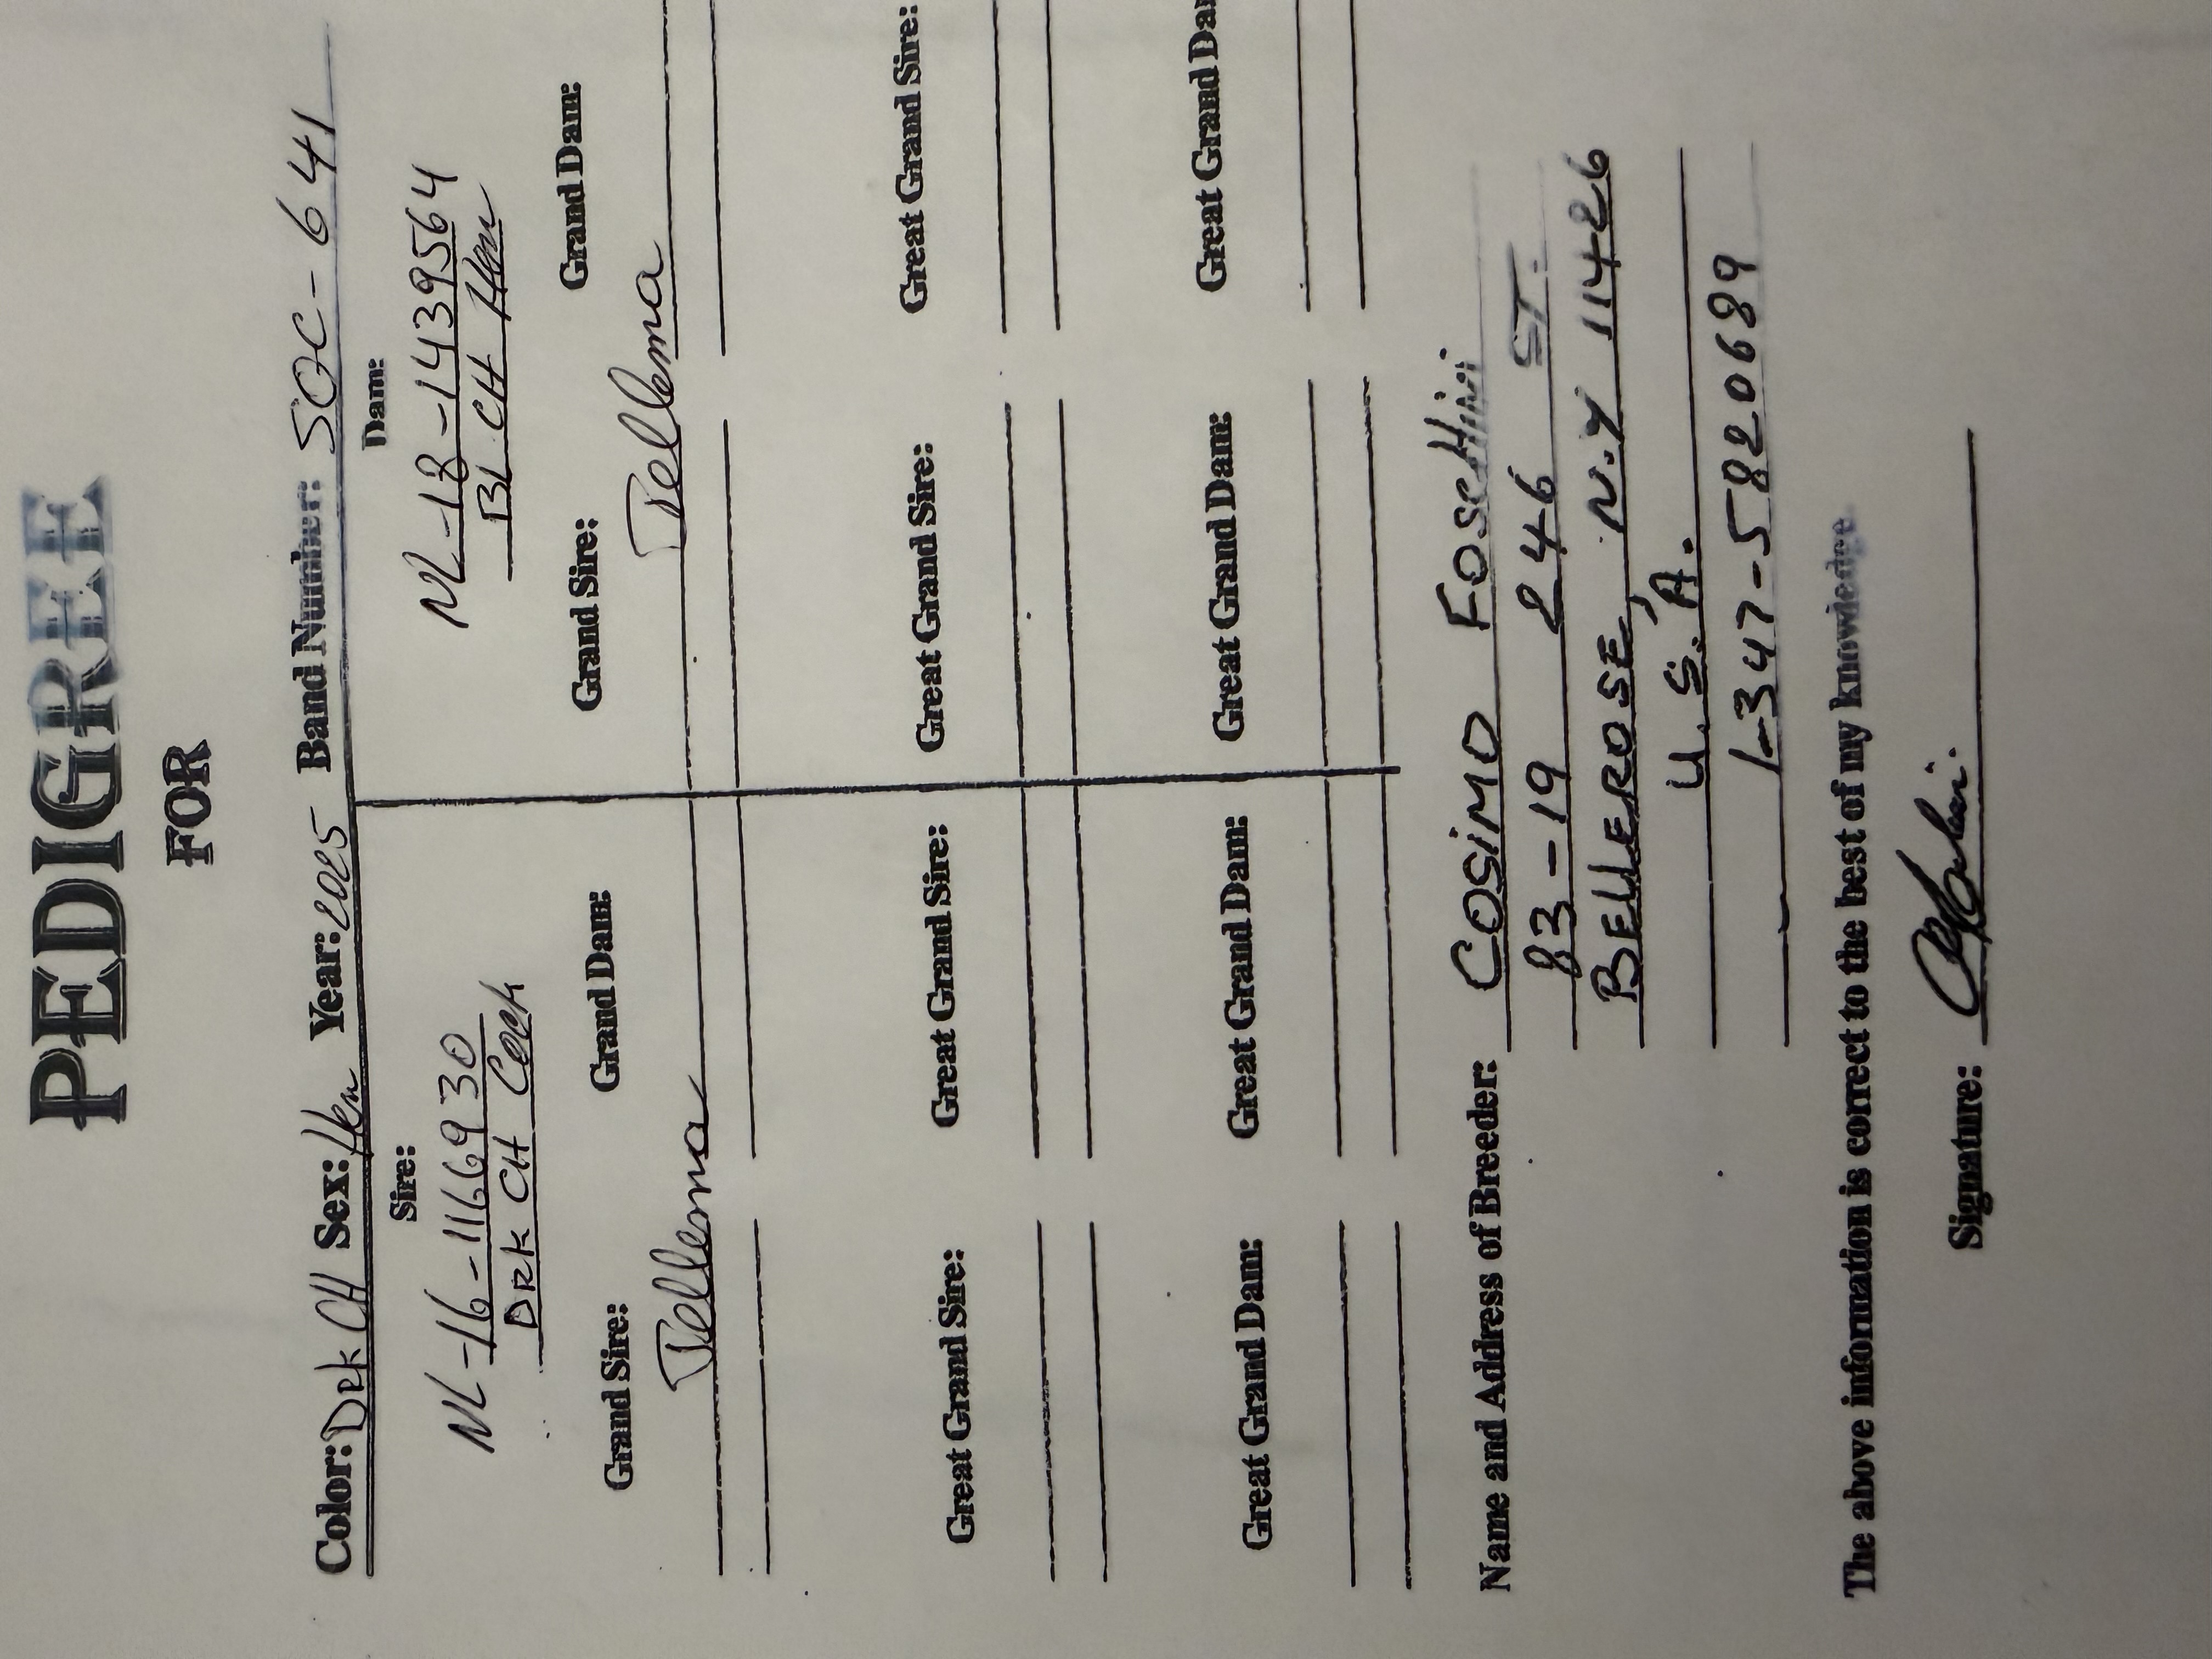 PEDIGREE
FOR
Color: Drk CH Sex: Hen Year: 2025 Band Number: SOC-641
Sire: Dam:
NL-16-1166930 NL-18-1439564
Drk CH Cock BL CH Hen
Grand Sire: Grand Dam: Grand Sire: Grand Dam:
Jellema Jellema
Great Grand Sire: Great Grand Sire: Great Grand Sire: Great Grand Sire:
Great Grand Dam: Great Grand Dam: Great Grand Dam: Great Grand Dam
Name and Address of Breeder: COSIMO FOSCHINI
83-19 246 ST.
BELLEROSE, N.Y 11426
U.S.A.
1-347-5820689
The above information is correct to the best of my knowledge.
Signature: